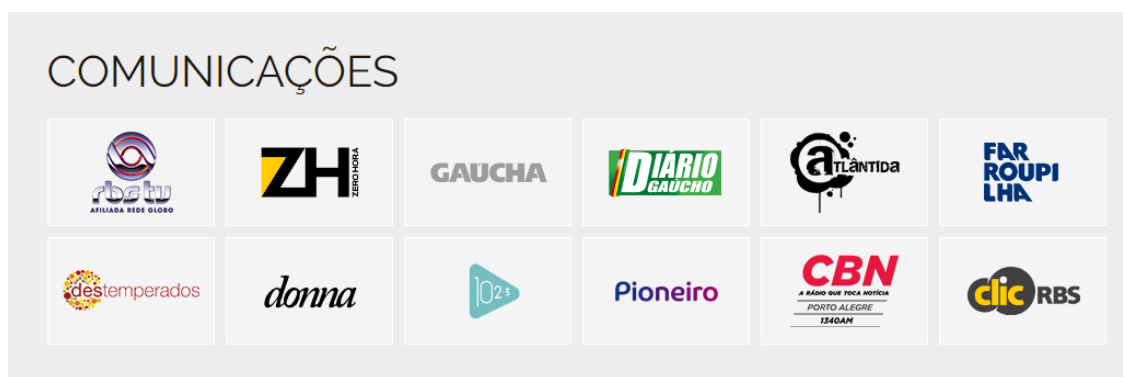 COMUNICAÇÕES
rbs tv
AFILIADA REDE GLOBO
ZH
ZERO HORA
GAÚCHA
DIÁRIO
GAÚCHO
aTLÂNTIDa
FAR
ROUPI
LHA
destemperados
donna
102·3
Pioneiro
CBN
A RÁDIO QUE TOCA NOTÍCIA
PORTO ALEGRE
1340AM
clic RBS